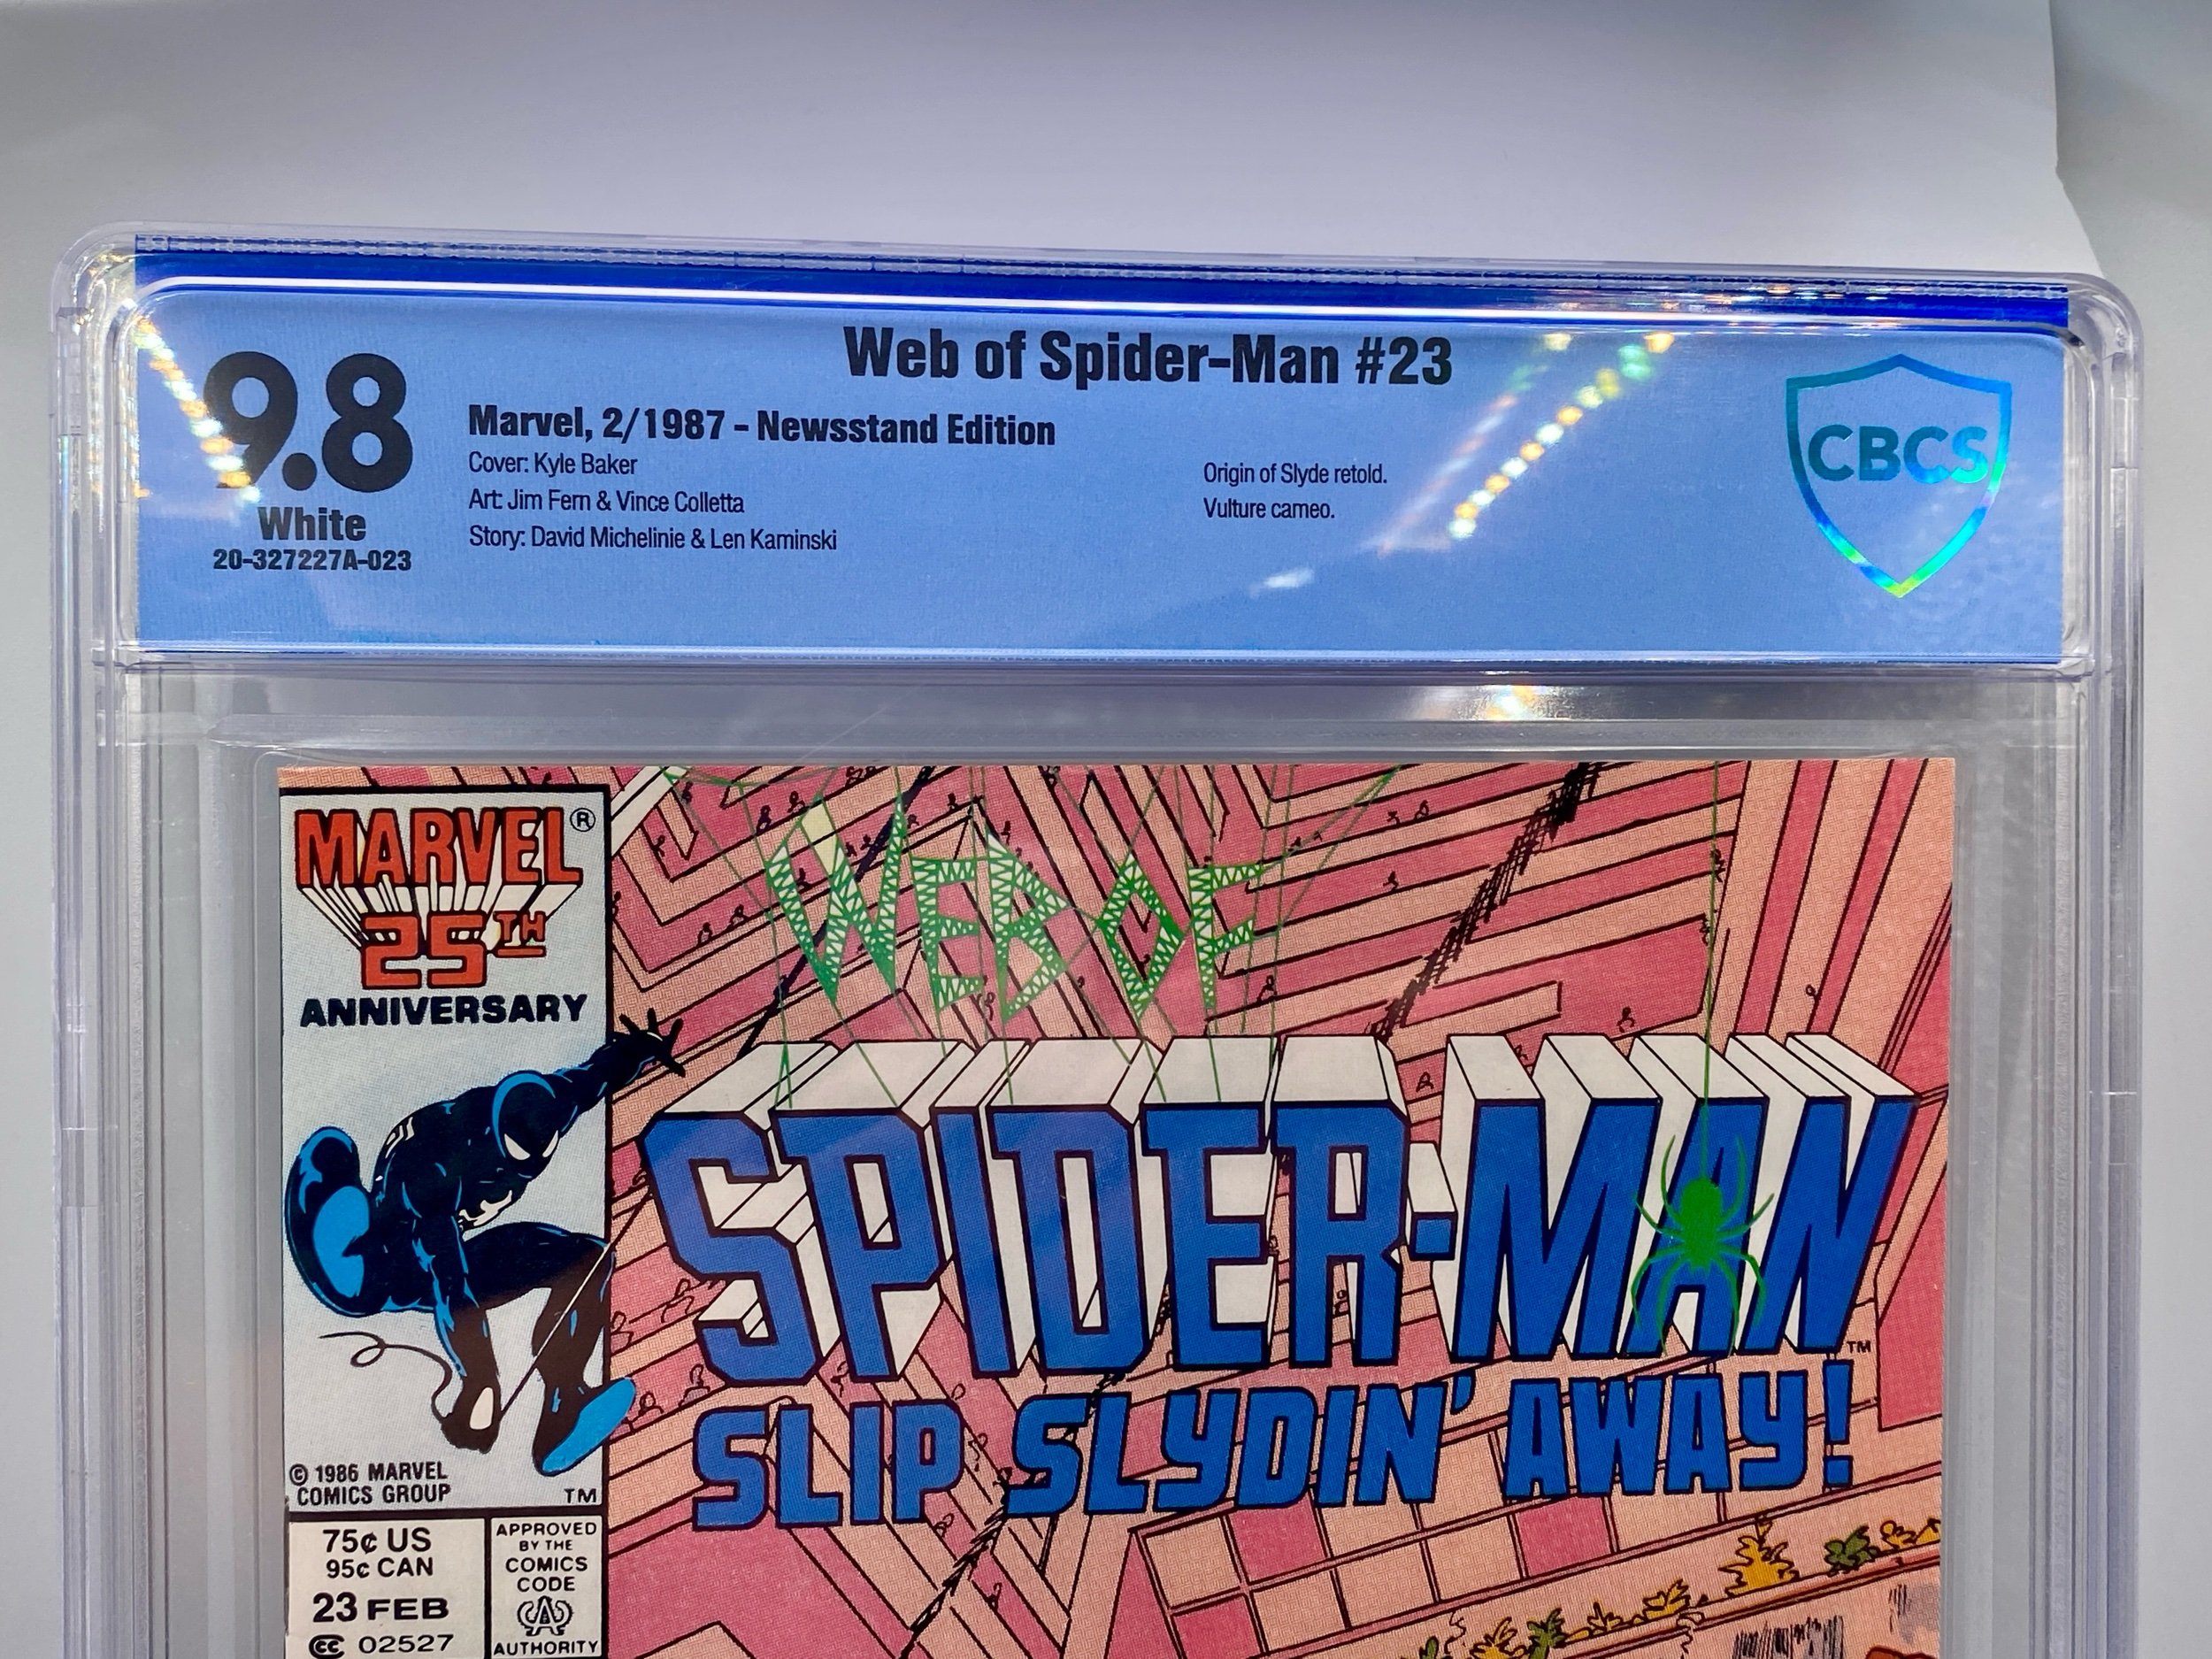 Web of Spider-Man #23
9.8
White
20-327227A-023
Marvel, 2/1987 - Newsstand Edition
Cover: Kyle Baker
Art: Jim Fern & Vince Colletta
Story: David Michelinie & Len Kaminski
Origin of Slyde retold.
Vulture cameo.
CBCS
MARVEL®
25TH
ANNIVERSARY
© 1986 MARVEL
COMICS GROUP TM
75¢ US
95¢ CAN
23 FEB
CC 02527
APPROVED
BY THE
COMICS
CODE
A
AUTHORITY
WEB OF
SPIDER-MAN™
SLIP SLYDIN' AWAY!